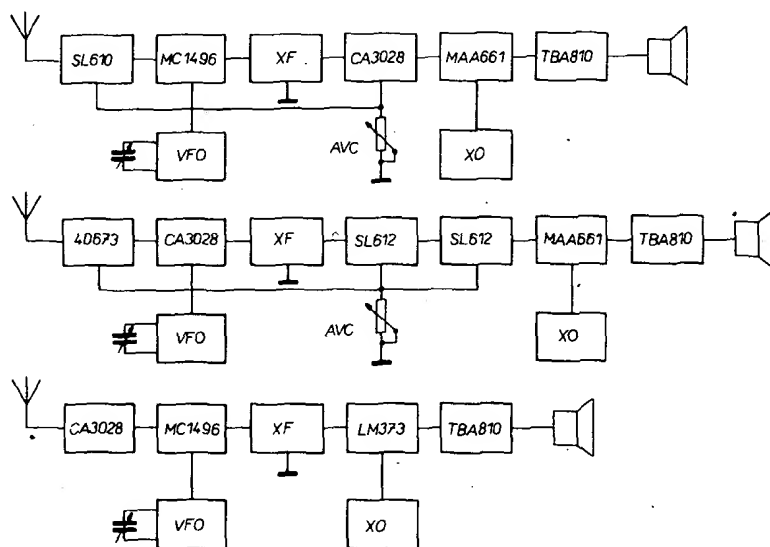 SL610 MC1496 XF CA3028 MAA661 TBA810
VFO AVC XO
40673 CA3028 XF SL612 SL612 MAA661 TBA810
VFO AVC XO
CA3028 MC1496 XF LM373 TBA810
VFO XO